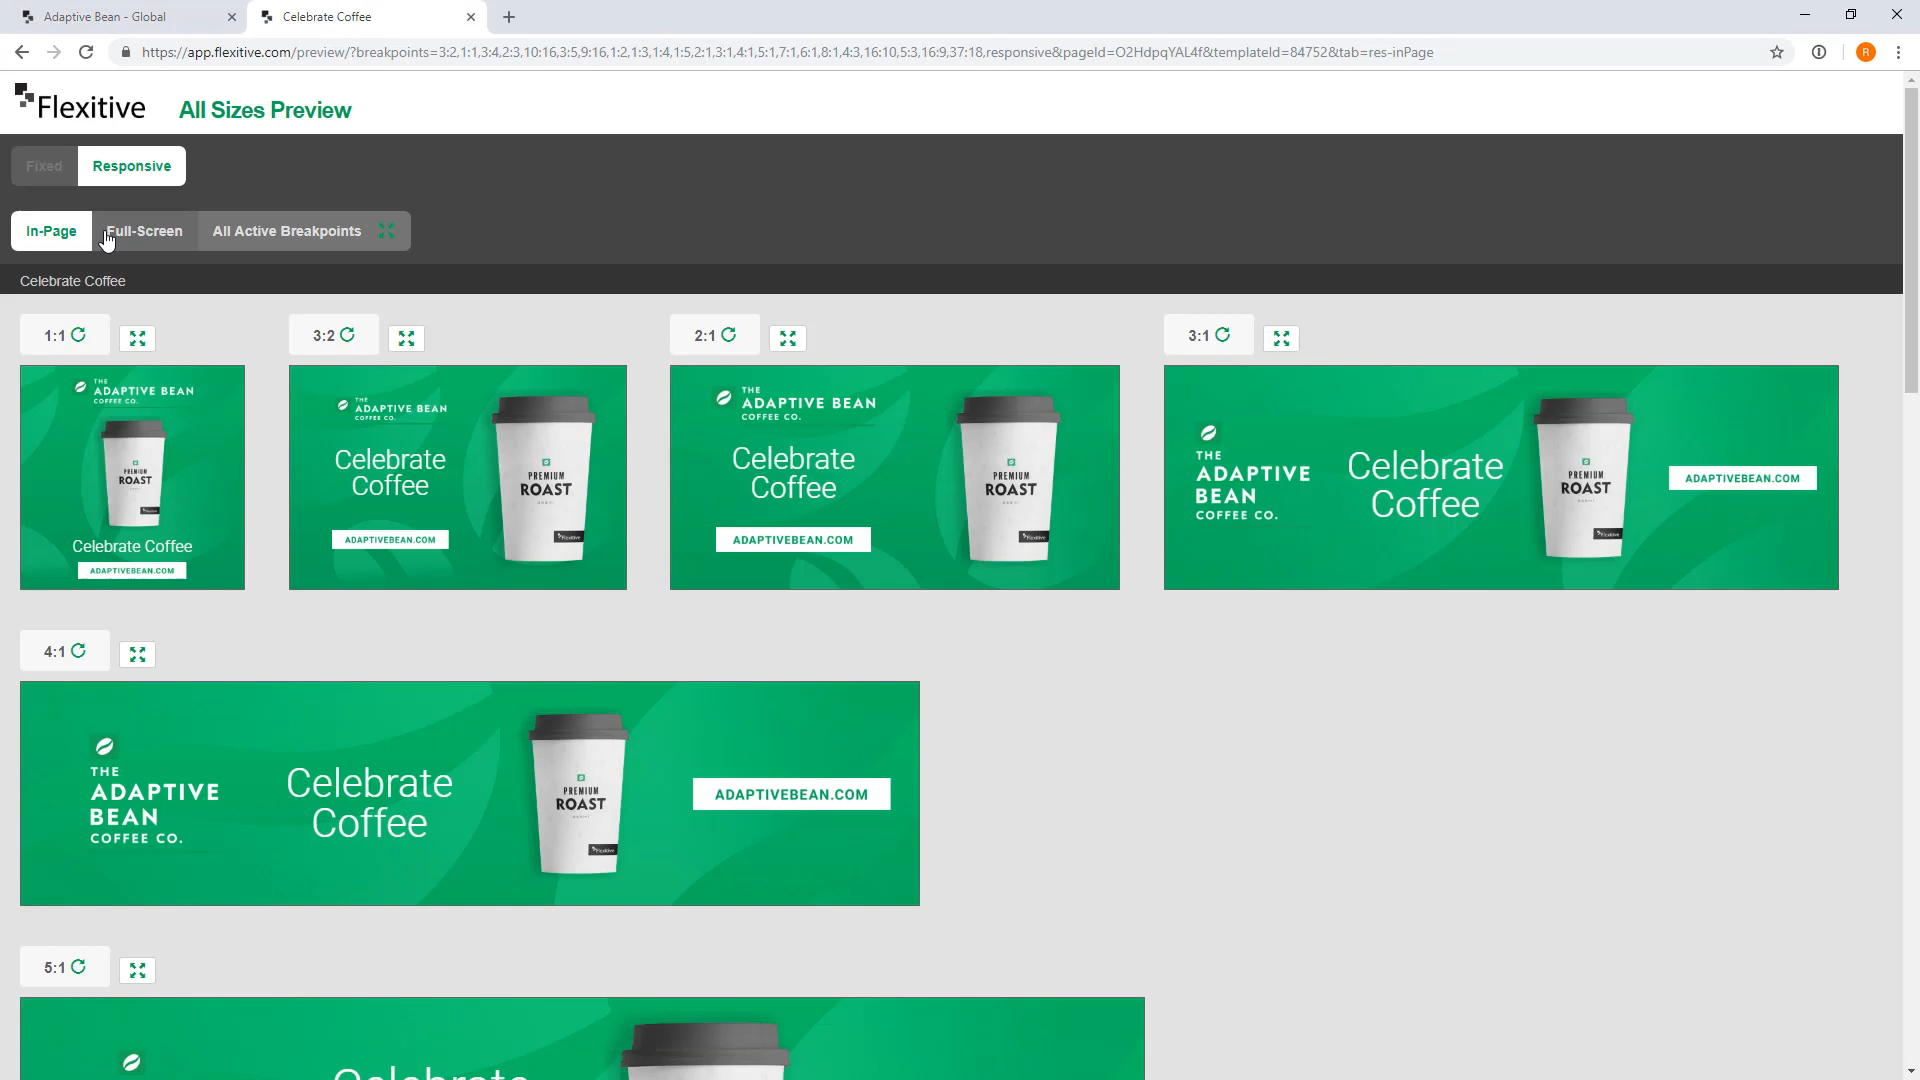 Adaptive Bean - Global
Celebrate Coffee
https://app.flexitive.com/preview/?breakpoints=3:2,1:1,3:4,2:3,10:16,3:5,9:16,1:2,1:3,1:4,1:5,2:1,3:1,4:1,5:1,7:1,6:1,8:1,4:3,16:10,5:3,16:9,37:18,responsive&pageId=O2HdpqYAL4f&templateId=84752&tab=res-inPage
R
Flexitive
All Sizes Preview
Fixed
Responsive
In-Page
Full-Screen
All Active Breakpoints
Celebrate Coffee
1:1
3:2
2:1
3:1
THE
ADAPTIVE BEAN
COFFEE CO.
PREMIUM
ROAST
Flexitive
Celebrate Coffee
ADAPTIVEBEAN.COM
THE
ADAPTIVE BEAN
COFFEE CO.
Celebrate
Coffee
ADAPTIVEBEAN.COM
PREMIUM
ROAST
Flexitive
THE
ADAPTIVE BEAN
COFFEE CO.
Celebrate
Coffee
ADAPTIVEBEAN.COM
PREMIUM
ROAST
Flexitive
THE
ADAPTIVE
BEAN
COFFEE CO.
Celebrate
Coffee
PREMIUM
ROAST
Flexitive
ADAPTIVEBEAN.COM
4:1
THE
ADAPTIVE
BEAN
COFFEE CO.
Celebrate
Coffee
PREMIUM
ROAST
Flexitive
ADAPTIVEBEAN.COM
5:1
Celebrate